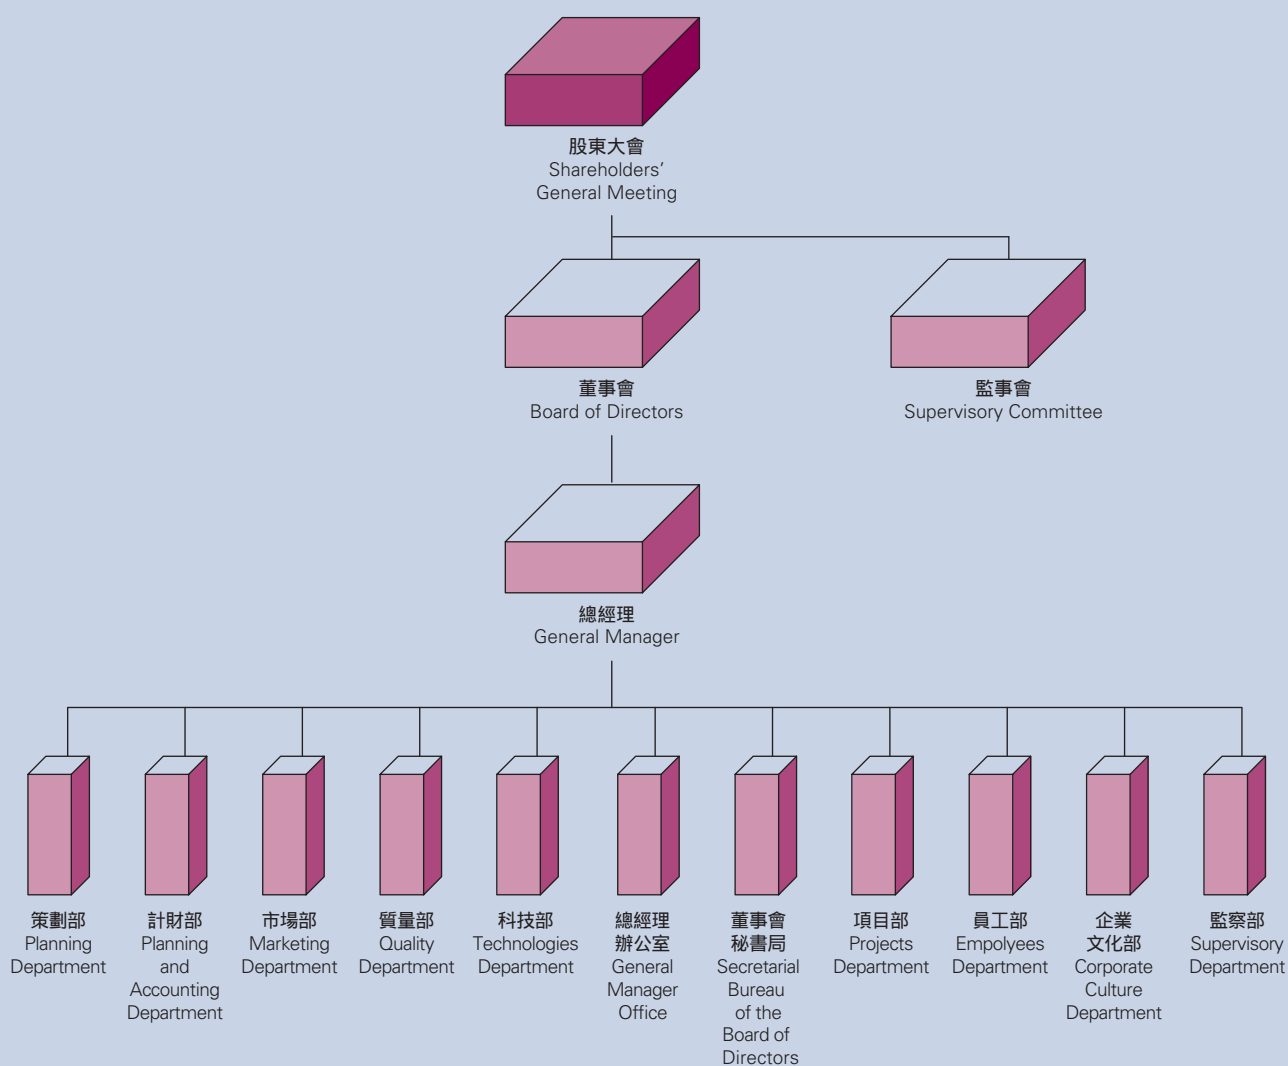 股東大會
Shareholders'
General Meeting
董事會
Board of Directors
監事會
Supervisory Committee
總經理
General Manager
策劃部
Planning
Department
計財部
Planning
and
Accounting
Department
市場部
Marketing
Department
質量部
Quality
Department
科技部
Technologies
Department
總經理
辦公室
General
Manager
Office
董事會
秘書局
Secretarial
Bureau
of the
Board of
Directors
項目部
Projects
Department
員工部
Empolyees
Department
企業
文化部
Corporate
Culture
Department
監察部
Supervisory
Department